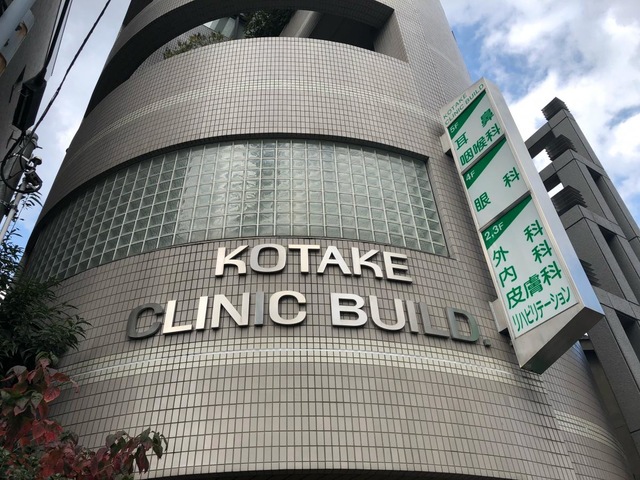 KOTAKE
CLINIC BUILD.
KOTAKE
CLINIC BUILD
5F
耳鼻
咽喉科
4F
眼科
2,3F
外科
内科
皮膚科
リハビリテーション